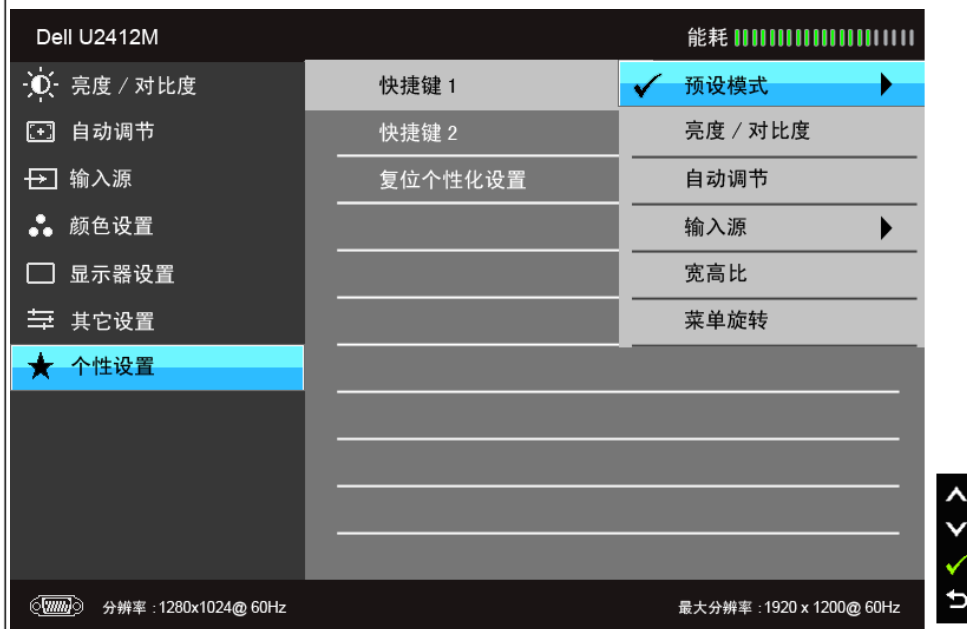 Dell U2412M
能耗
亮度 / 对比度
自动调节
输入源
颜色设置
显示器设置
其它设置
个性设置
快捷键 1
快捷键 2
复位个性化设置
预设模式
亮度 / 对比度
自动调节
输入源
宽高比
菜单旋转
分辨率 : 1280x1024@ 60Hz
最大分辨率 : 1920 x 1200@ 60Hz